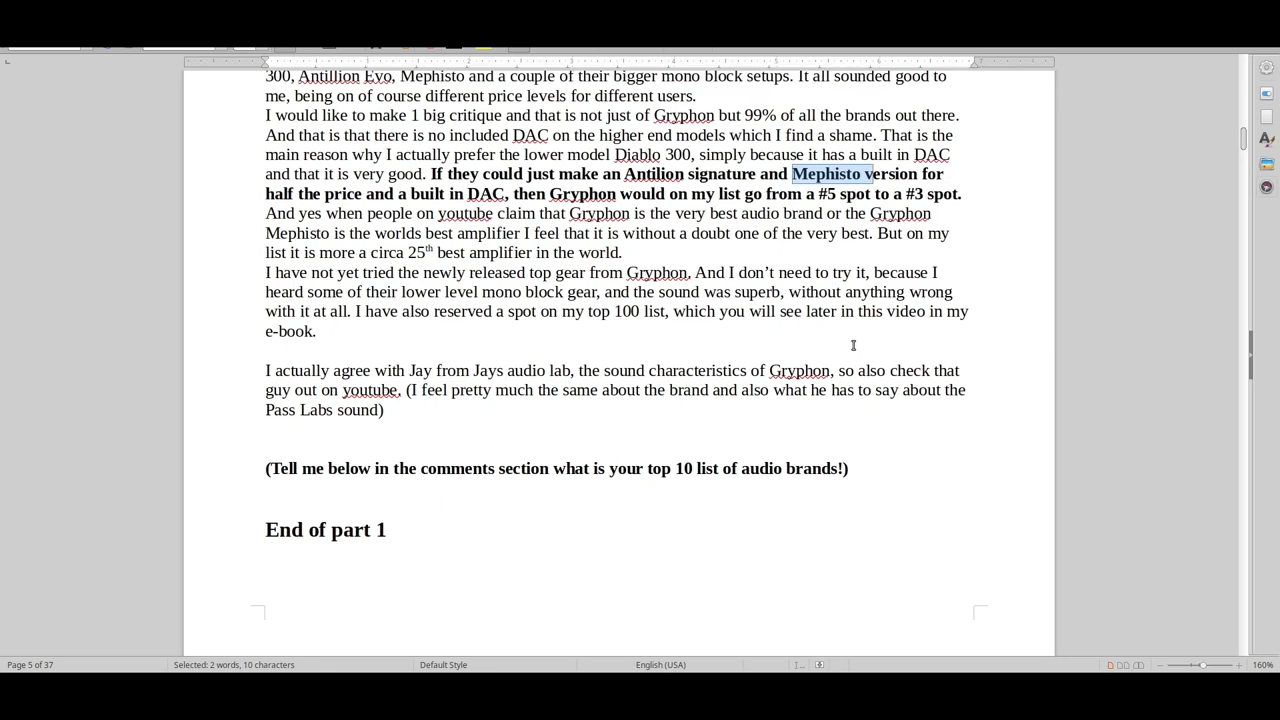 300, Antillion Evo, Mephisto and a couple of their bigger mono block setups. It all sounded good to
me, being on of course different price levels for different users.
I would like to make 1 big critique and that is not just of Gryphon but 99% of all the brands out there.
And that is that there is no included DAC on the higher end models which I find a shame. That is the
main reason why I actually prefer the lower model Diablo 300, simply because it has a built in DAC
and that it is very good. If they could just make an Antilion signature and Mephisto version for
half the price and a built in DAC, then Gryphon would on my list go from a #5 spot to a #3 spot.
And yes when people on youtube claim that Gryphon is the very best audio brand or the Gryphon
Mephisto is the worlds best amplifier I feel that it is without a doubt one of the very best. But on my
list it is more a circa 25th best amplifier in the world.
I have not yet tried the newly released top gear from Gryphon. And I don’t need to try it, because I
heard some of their lower level mono block gear, and the sound was superb, without anything wrong
with it at all. I have also reserved a spot on my top 100 list, which you will see later in this video in my
e-book.
I actually agree with Jay from Jays audio lab, the sound characteristics of Gryphon, so also check that
guy out on youtube. (I feel pretty much the same about the brand and also what he has to say about the
Pass Labs sound)
(Tell me below in the comments section what is your top 10 list of audio brands!)
End of part 1
Page 5 of 37
Selected: 2 words, 10 characters
Default Style
English (USA)
160%